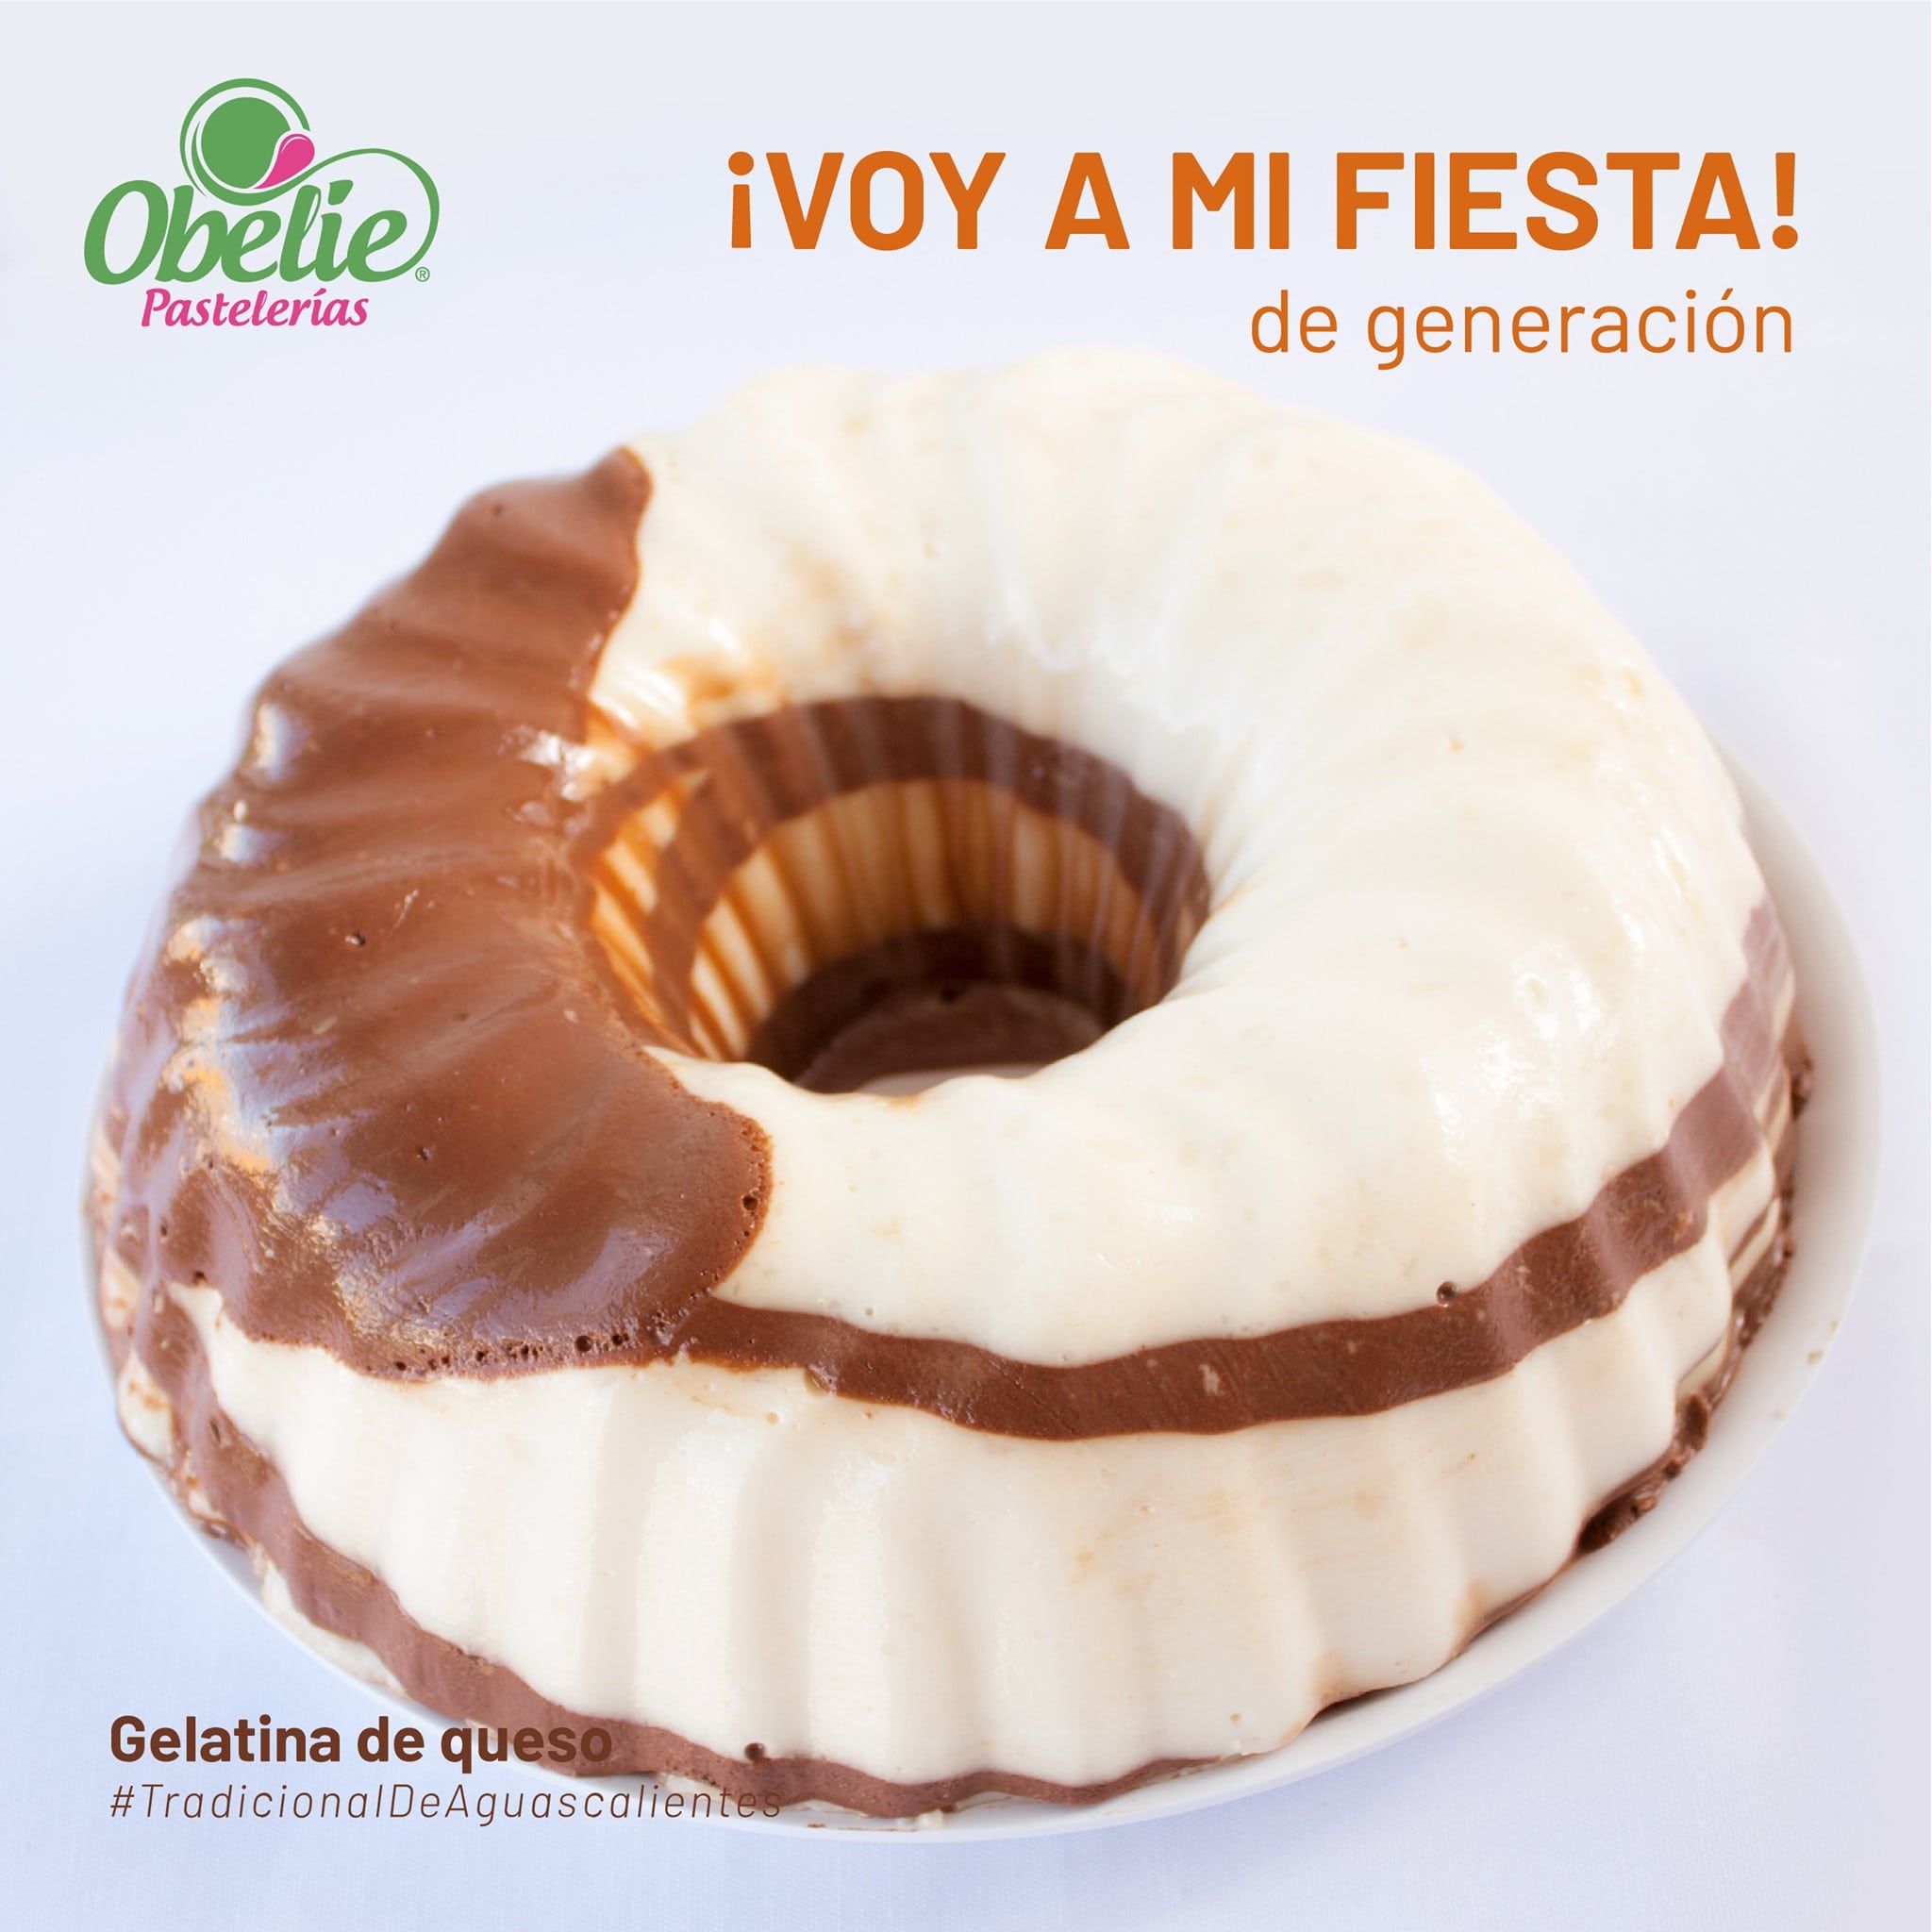 Obelie®
Pastelerías
¡VOY A MI FIESTA!
de generación
Gelatina de queso
#TradicionalDeAguascalientes